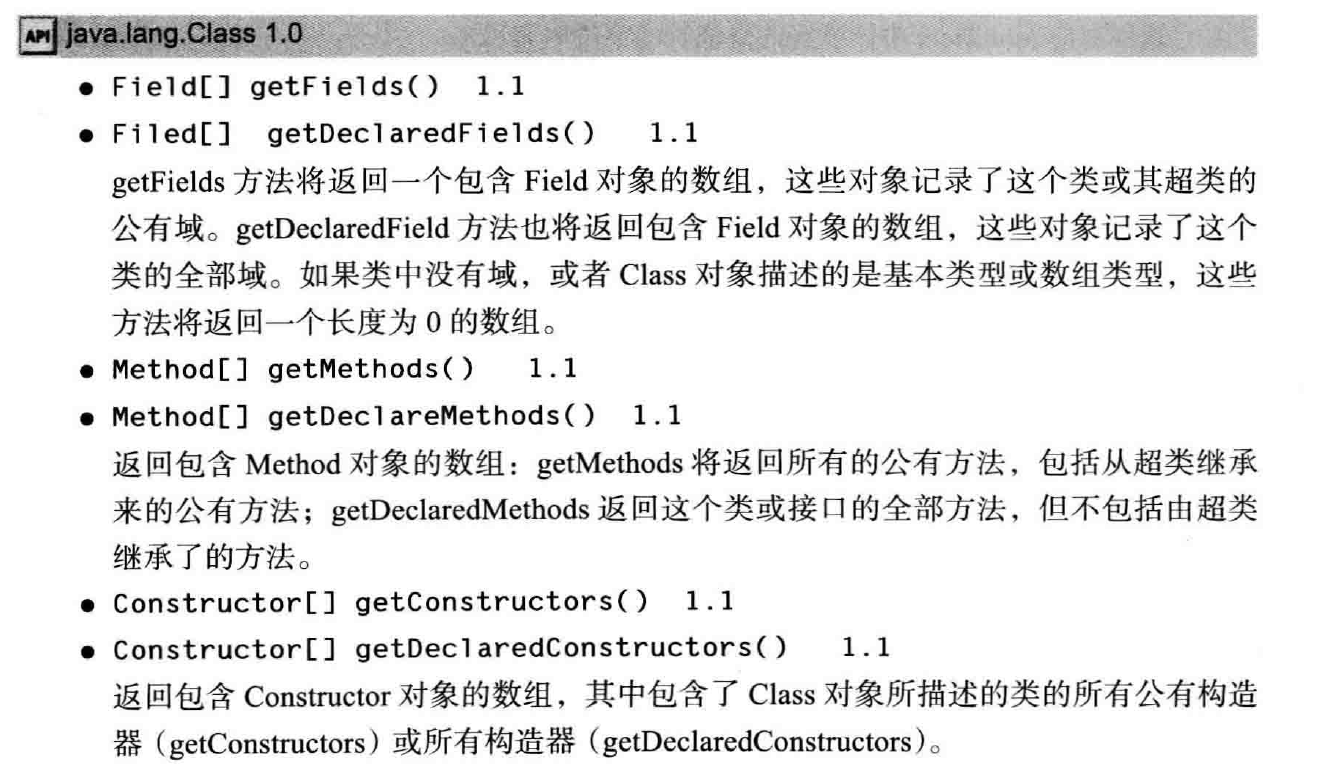 API java.lang.Class 1.0
● Field[] getFields() 1.1
● Filed[] getDeclaredFields() 1.1
getFields 方法将返回一个包含 Field 对象的数组，这些对象记录了这个类或其超类的
公有域。getDeclaredField 方法也将返回包含 Field 对象的数组，这些对象记录了这个
类的全部域。如果类中没有域，或者 Class 对象描述的是基本类型或数组类型，这些
方法将返回一个长度为 0 的数组。
● Method[] getMethods() 1.1
● Method[] getDeclareMethods() 1.1
返回包含 Method 对象的数组：getMethods 将返回所有的公有方法，包括从超类继承
来的公有方法；getDeclaredMethods 返回这个类或接口的全部方法，但不包括由超类
继承了的方法。
● Constructor[] getConstructors() 1.1
● Constructor[] getDeclaredConstructors() 1.1
返回包含 Constructor 对象的数组，其中包含了 Class 对象所描述的类的所有公有构造
器（getConstructors）或所有构造器（getDeclaredConstructors）。